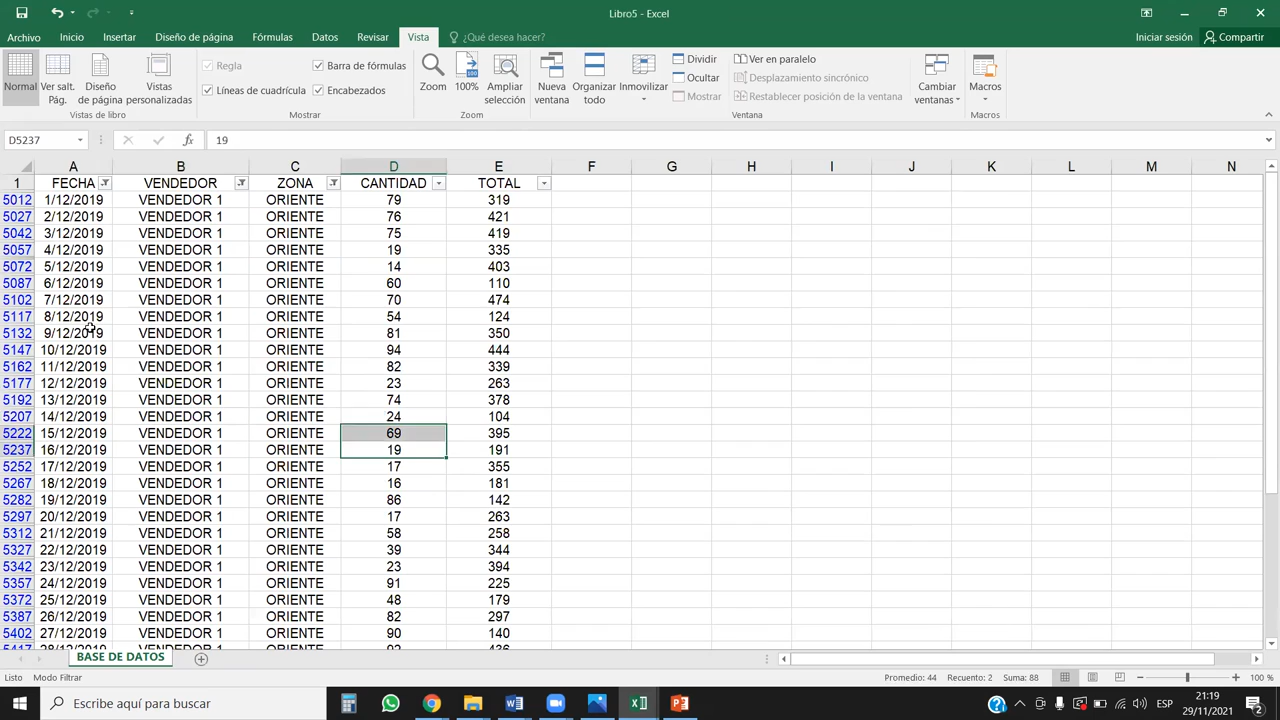 Libro5 - Excel
Archivo Inicio Insertar Diseño de página Fórmulas Datos Revisar Vista ¿Qué desea hacer? Iniciar sesión Compartir
Normal Ver salt. Pág. Diseño de página Vistas personalizadas
Regla Barra de fórmulas
Líneas de cuadrícula Encabezados
Zoom 100% Ampliar selección
Nueva ventana Organizar todo Inmovilizar
Dividir
Ocultar
Mostrar
Ver en paralelo
Desplazamiento sincrónico
Restablecer posición de la ventana
Cambiar ventanas Macros
Vistas de libro Mostrar Zoom Ventana Macros
D5237 fx 19
A B C D E F G H I J K L M N
1 FECHA VENDEDOR ZONA CANTIDAD TOTAL
5012 1/12/2019 VENDEDOR 1 ORIENTE 79 319
5027 2/12/2019 VENDEDOR 1 ORIENTE 76 421
5042 3/12/2019 VENDEDOR 1 ORIENTE 75 419
5057 4/12/2019 VENDEDOR 1 ORIENTE 19 335
5072 5/12/2019 VENDEDOR 1 ORIENTE 14 403
5087 6/12/2019 VENDEDOR 1 ORIENTE 60 110
5102 7/12/2019 VENDEDOR 1 ORIENTE 70 474
5117 8/12/2019 VENDEDOR 1 ORIENTE 54 124
5132 9/12/2019 VENDEDOR 1 ORIENTE 81 350
5147 10/12/2019 VENDEDOR 1 ORIENTE 94 444
5162 11/12/2019 VENDEDOR 1 ORIENTE 82 339
5177 12/12/2019 VENDEDOR 1 ORIENTE 23 263
5192 13/12/2019 VENDEDOR 1 ORIENTE 74 378
5207 14/12/2019 VENDEDOR 1 ORIENTE 24 104
5222 15/12/2019 VENDEDOR 1 ORIENTE 69 395
5237 16/12/2019 VENDEDOR 1 ORIENTE 19 191
5252 17/12/2019 VENDEDOR 1 ORIENTE 17 355
5267 18/12/2019 VENDEDOR 1 ORIENTE 16 181
5282 19/12/2019 VENDEDOR 1 ORIENTE 86 142
5297 20/12/2019 VENDEDOR 1 ORIENTE 17 263
5312 21/12/2019 VENDEDOR 1 ORIENTE 58 258
5327 22/12/2019 VENDEDOR 1 ORIENTE 39 344
5342 23/12/2019 VENDEDOR 1 ORIENTE 23 394
5357 24/12/2019 VENDEDOR 1 ORIENTE 91 225
5372 25/12/2019 VENDEDOR 1 ORIENTE 48 179
5387 26/12/2019 VENDEDOR 1 ORIENTE 82 297
5402 27/12/2019 VENDEDOR 1 ORIENTE 90 140
5417 28/12/2019 VENDEDOR 1 ORIENTE 92 436
BASE DE DATOS
Listo Modo Filtrar Promedio: 44 Recuento: 2 Suma: 88 100 %
Escribe aquí para buscar ESP 21:19
29/11/2021 2